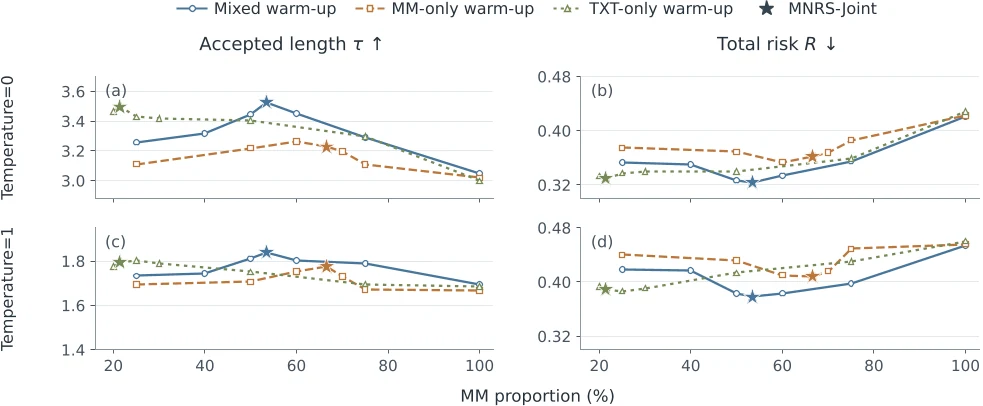 Mixed warm-up MM-only warm-up TXT-only warm-up MNRS-Joint
Accepted length τ ↑ Total risk R ↓
Temperature=0
(a)
3.6
3.4
3.2
3.0
(b)
0.48
0.40
0.32
Temperature=1
(c)
1.8
1.6
1.4
20 40 60 80 100
(d)
0.48
0.40
0.32
20 40 60 80 100
MM proportion (%)